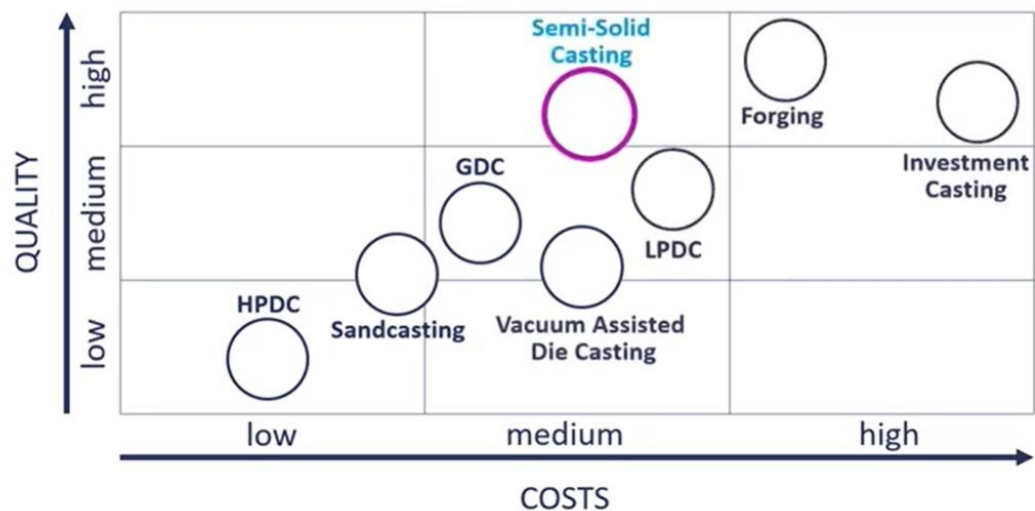 Semi-Solid
Casting
Forging
Investment
Casting
GDC
LPDC
HPDC
Sandcasting
Vacuum Assisted
Die Casting
QUALITY
high
medium
low
low
medium
high
COSTS